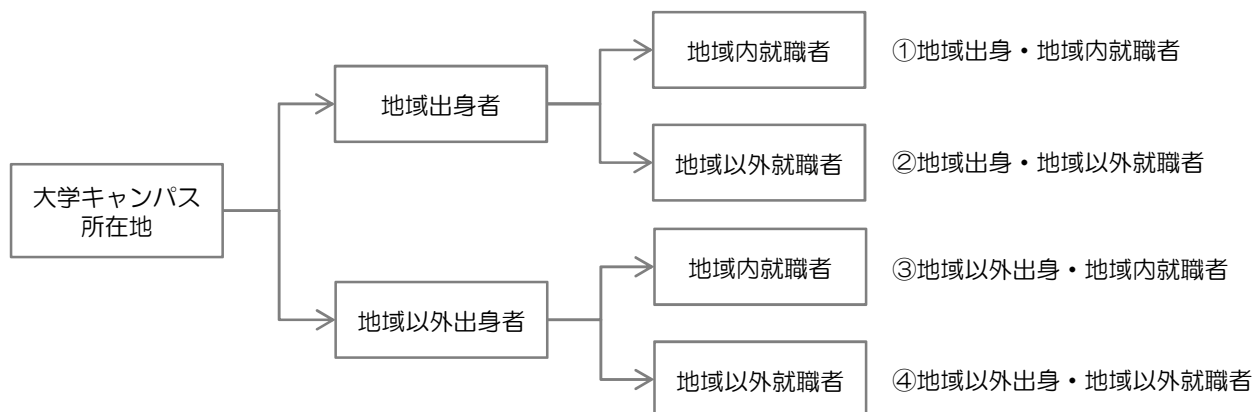 大学キャンパス
所在地
地域出身者
地域以外出身者
地域内就職者
①地域出身・地域内就職者
地域以外就職者
②地域出身・地域以外就職者
地域内就職者
③地域以外出身・地域内就職者
地域以外就職者
④地域以外出身・地域以外就職者